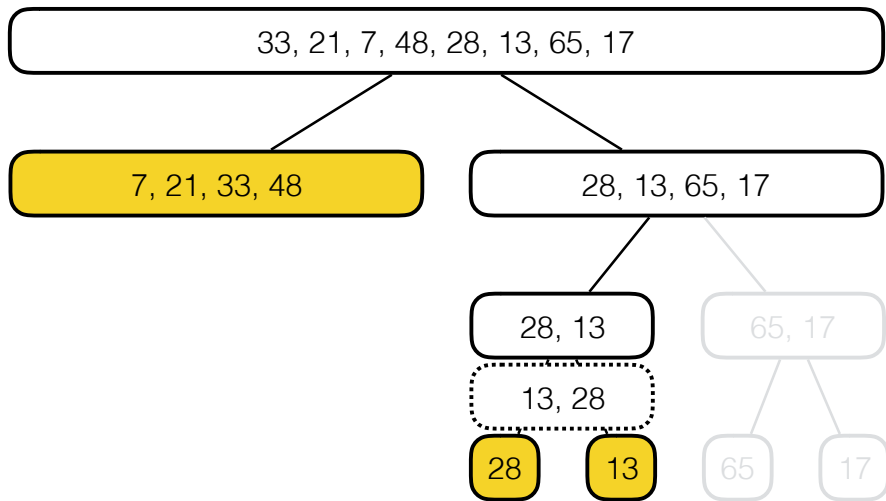 33, 21, 7, 48, 28, 13, 65, 17
7, 21, 33, 48
28, 13, 65, 17
28, 13
65, 17
13, 28
28
13
65
17